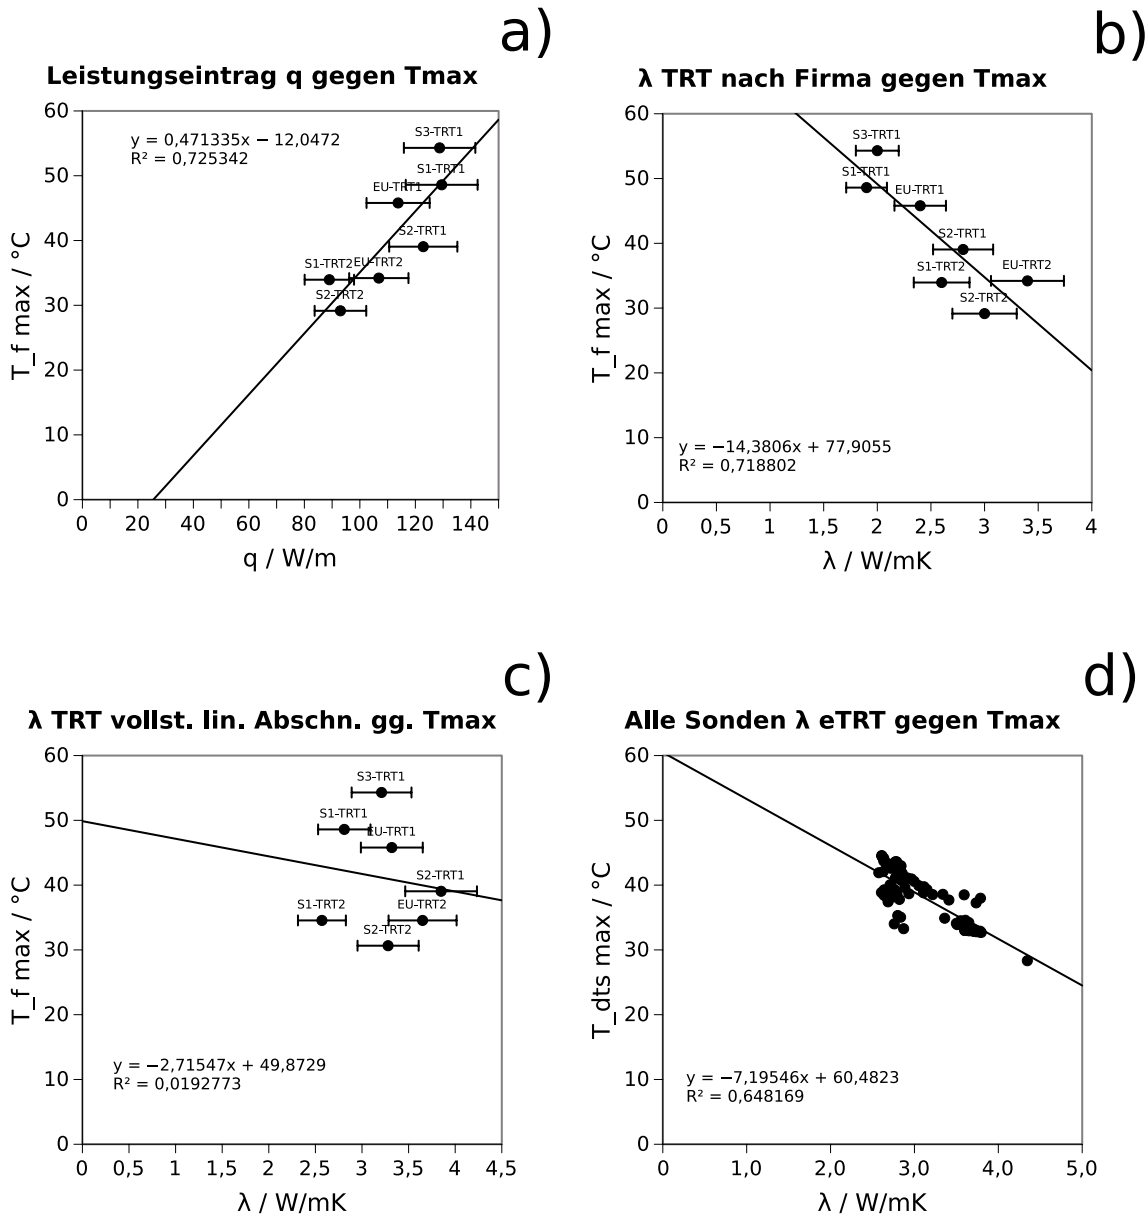 a)
Leistungseintrag q gegen Tmax
y = 0,471335x − 12,0472
R² = 0,725342
S3-TRT1
S1-TRT1
EU-TRT1
S2-TRT1
S1-TRT2
EU-TRT2
S2-TRT2
60
50
40
30
20
10
0
T_f max / °C
0 20 40 60 80 100 120 140
q / W/m
b)
λ TRT nach Firma gegen Tmax
S3-TRT1
S1-TRT1
EU-TRT1
S2-TRT1
S1-TRT2
EU-TRT2
S2-TRT2
y = −14,3806x + 77,9055
R² = 0,718802
60
50
40
30
20
10
0
T_f max / °C
0 0,5 1 1,5 2 2,5 3 3,5 4
λ / W/mK
c)
λ TRT vollst. lin. Abschn. gg. Tmax
S3-TRT1
S1-TRT1
EU-TRT1
S2-TRT1
S1-TRT2
EU-TRT2
S2-TRT2
y = −2,71547x + 49,8729
R² = 0,0192773
60
50
40
30
20
10
0
T_f max / °C
0 0,5 1 1,5 2 2,5 3 3,5 4 4,5
λ / W/mK
d)
Alle Sonden λ eTRT gegen Tmax
y = −7,19546x + 60,4823
R² = 0,648169
60
50
40
30
20
10
0
T_dts max / °C
0 1,0 2,0 3,0 4,0 5,0
λ / W/mK